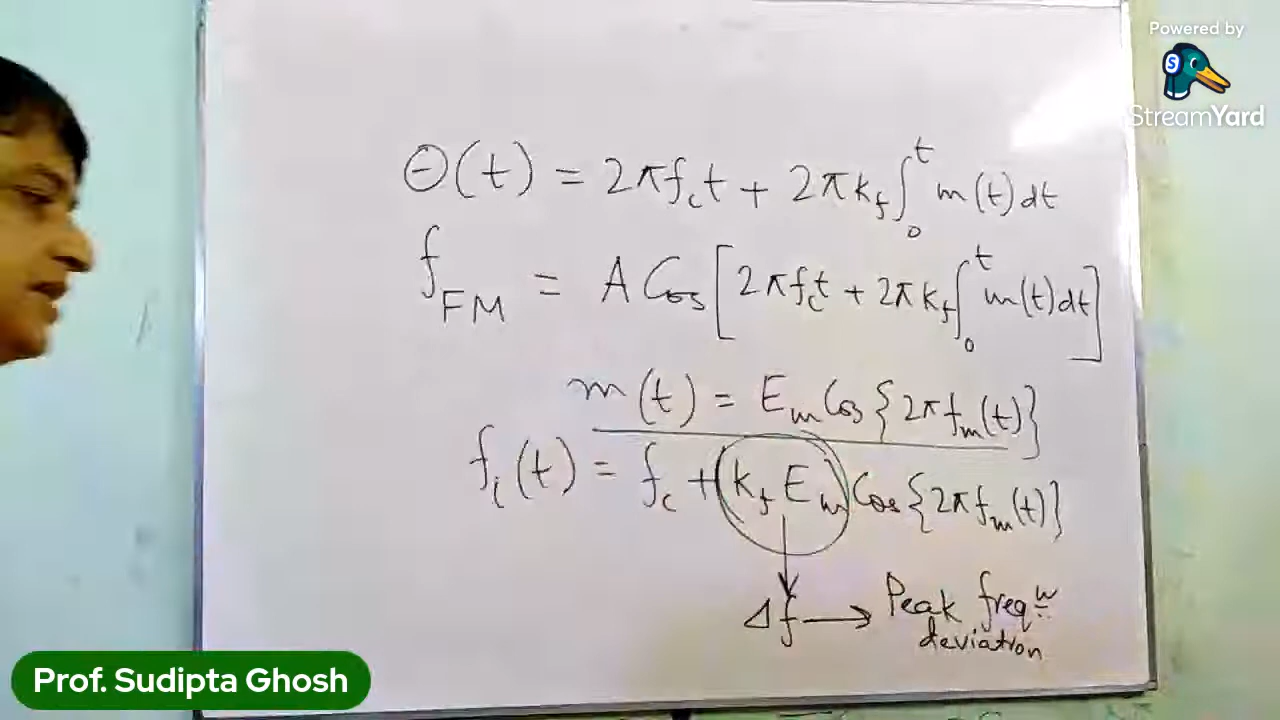 Powered by
StreamYard
Θ(t) = 2πf_c t + 2πk_f ∫_0^t m(t) dt
f_FM = A Cos [2πf_c t + 2πk_f ∫_0^t m(t) dt]
m(t) = E_m Cos {2πf_m(t)}
f_i(t) = f_c + (k_f E_m) Cos {2πf_m(t)}
Δf → Peak freq^n
deviation
Prof. Sudipta Ghosh